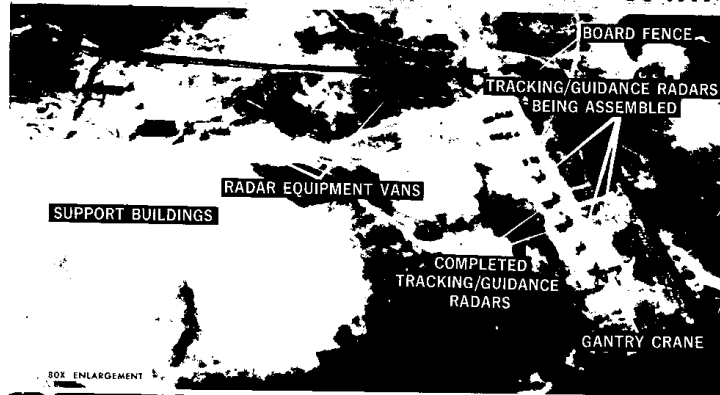 BOARD FENCE
TRACKING/GUIDANCE RADARS
BEING ASSEMBLED
RADAR EQUIPMENT VANS
SUPPORT BUILDINGS
COMPLETED
TRACKING/GUIDANCE
RADARS
GANTRY CRANE
80X ENLARGEMENT